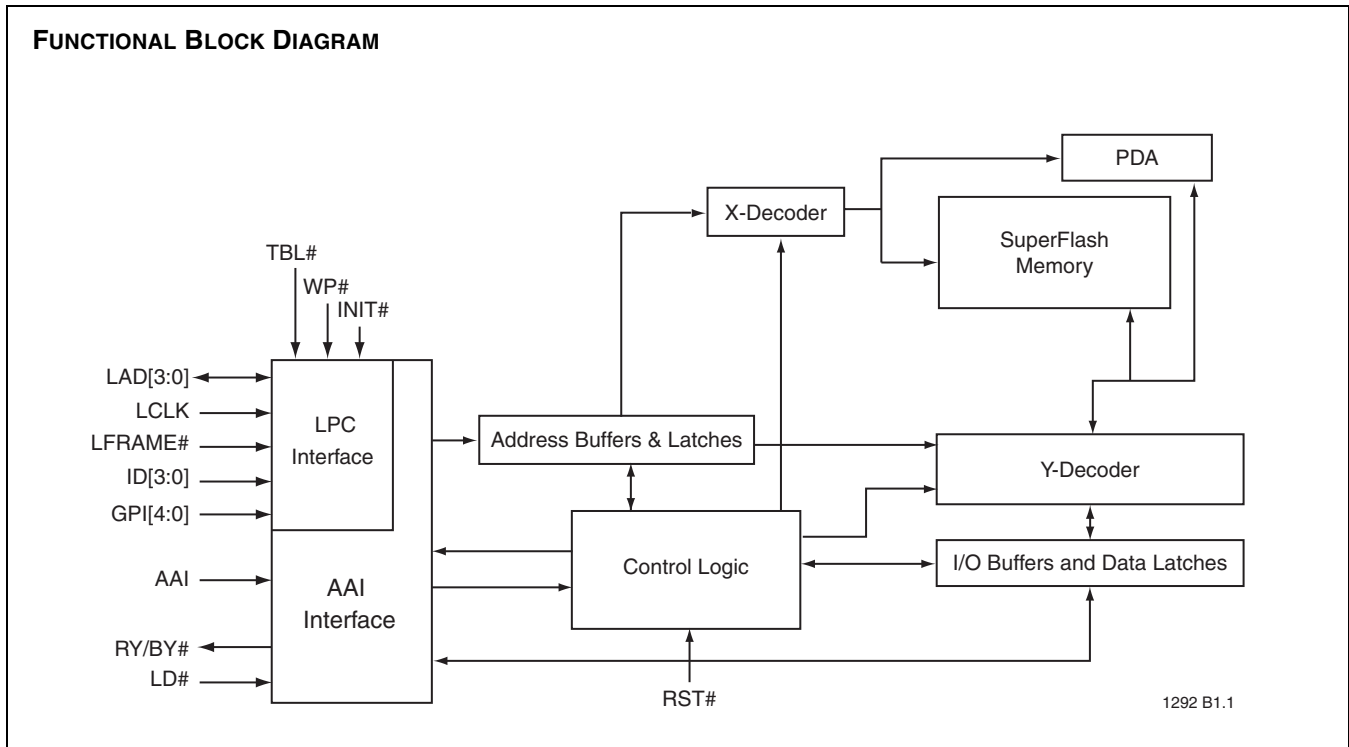 FUNCTIONAL BLOCK DIAGRAM
PDA
X-Decoder
SuperFlash
Memory
TBL#
WP#
INIT#
LAD[3:0]
LCLK
LFRAME#
ID[3:0]
GPI[4:0]
LPC
Interface
Address Buffers & Latches
Y-Decoder
AAI
RY/BY#
LD#
AAI
Interface
Control Logic
I/O Buffers and Data Latches
RST#
1292 B1.1